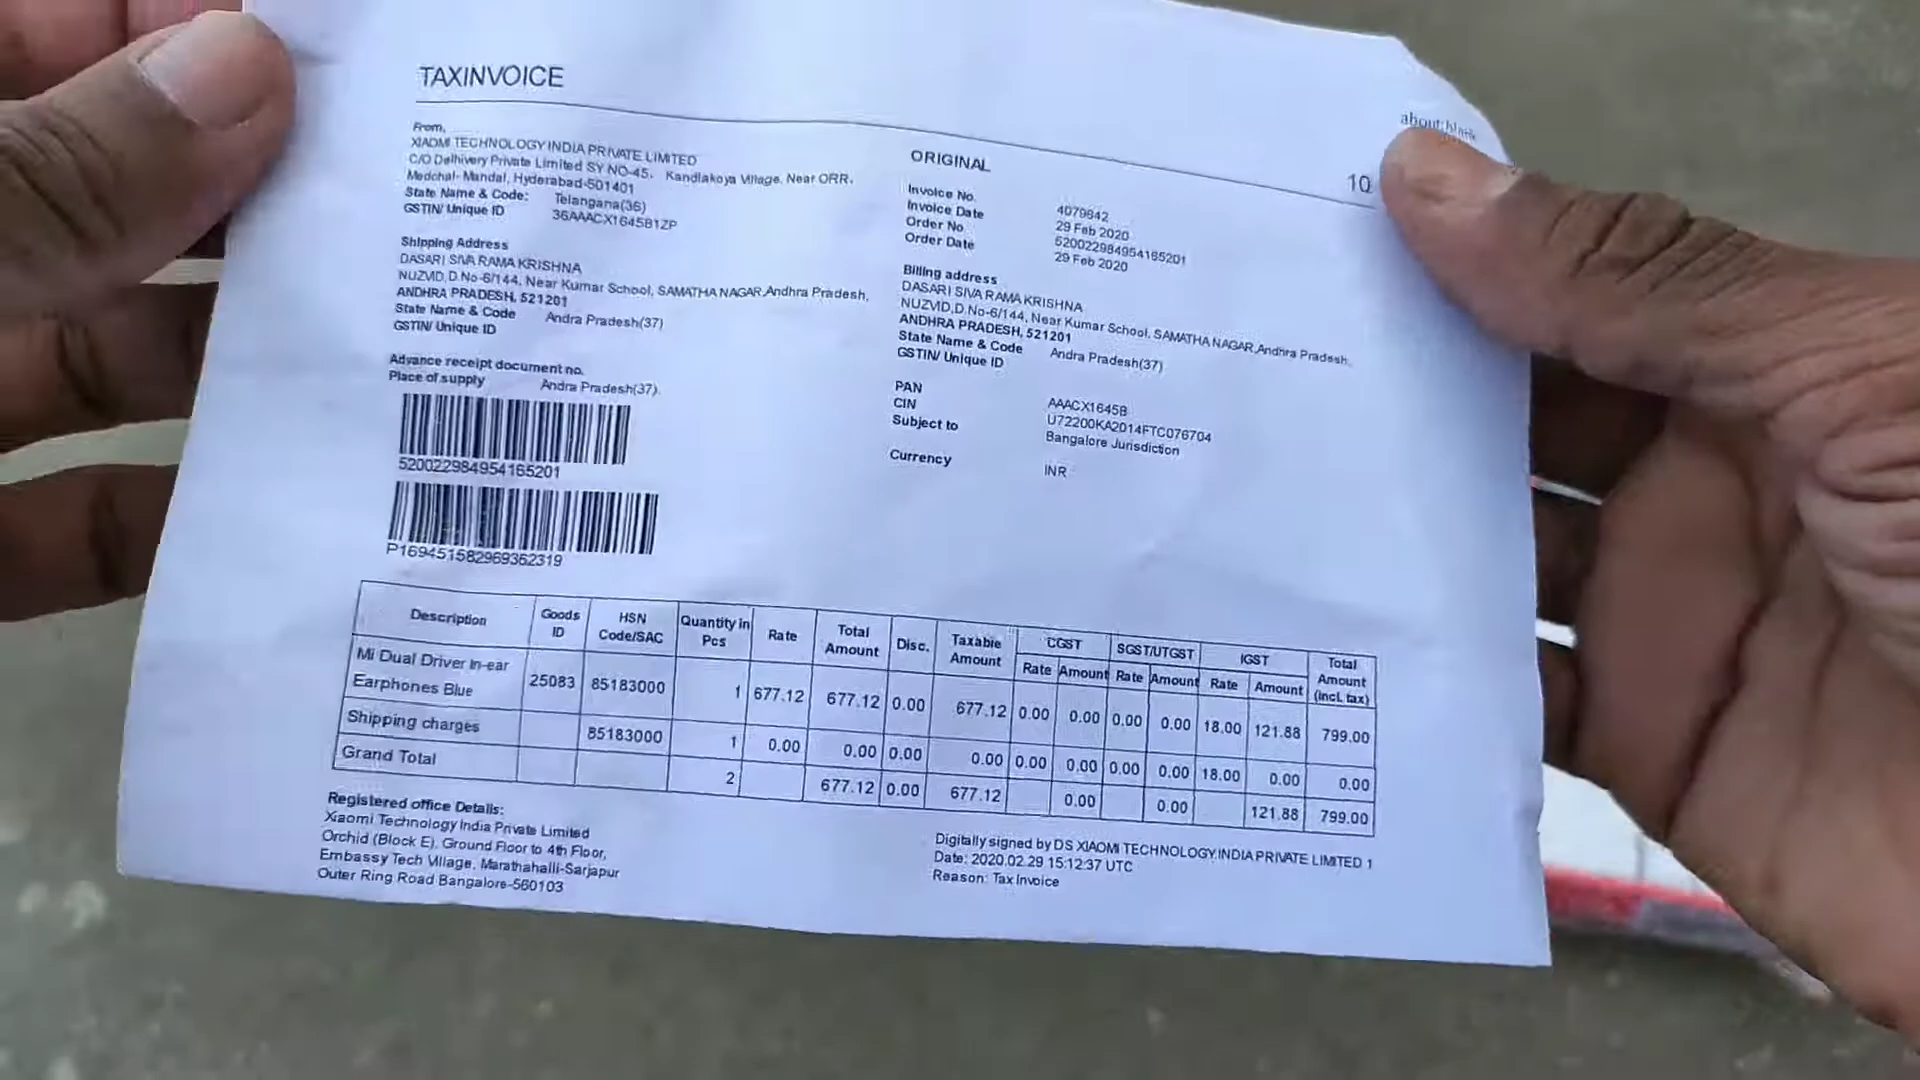 about:blank
TAXINVOICE
10
From,
XIAOMI TECHNOLOGY INDIA PRIVATE LIMITED
C/O Delhivery Private Limited SY NO-45, Kandlakoya Village, Near ORR,
Medchal- Mandal, Hyderabad-501401
State Name & Code: Telangana(36)
GSTIN/ Unique ID 36AAACX1645B1ZP
Shipping Address
DASARI SIVA RAMA KRISHNA
NUZVID,D.No-6/144, Near Kumar School, SAMATHA NAGAR,Andhra Pradesh,
ANDHRA PRADESH, 521201
State Name & Code Andra Pradesh(37)
GSTIN/ Unique ID
Advance receipt document no.
Place of supply Andra Pradesh(37).
520022984954165201
P169451582969362319
ORIGINAL
Invoice No. 4079642
Invoice Date 29 Feb 2020
Order No 520022984954165201
Order Date 29 Feb 2020
Billing address
DASARI SIVA RAMA KRISHNA
NUZVID,D.No-6/144, Near Kumar School, SAMATHA NAGAR,Andhra Pradesh,
ANDHRA PRADESH, 521201
State Name & Code Andra Pradesh(37)
GSTIN/ Unique ID
PAN AAACX1645B
CIN U72200KA2014FTC076704
Subject to Bangalore Jurisdiction
Currency INR
Description Goods ID HSN Code/SAC Quantity in Pcs Rate Total Amount Disc. Taxable Amount CGST SGST/UTGST IGST Total Amount (incl. tax)
Rate Amount Rate Amount Rate Amount
Mi Dual Driver In-ear Earphones Blue 25083 85183000 1 677.12 677.12 0.00 677.12 0.00 0.00 0.00 0.00 18.00 121.88 799.00
Shipping charges 85183000 1 0.00 0.00 0.00 0.00 0.00 0.00 0.00 0.00 18.00 0.00 0.00
Grand Total 2 677.12 0.00 677.12 0.00 0.00 121.88 799.00
Registered office Details:
Xiaomi Technology India Private Limited
Orchid (Block E), Ground Floor to 4th Floor,
Embassy Tech Village, Marathahalli-Sarjapur
Outer Ring Road Bangalore-560103
Digitally signed by DS XIAOMI TECHNOLOGY INDIA PRIVATE LIMITED 1
Date: 2020.02.29 15:12:37 UTC
Reason: Tax Invoice